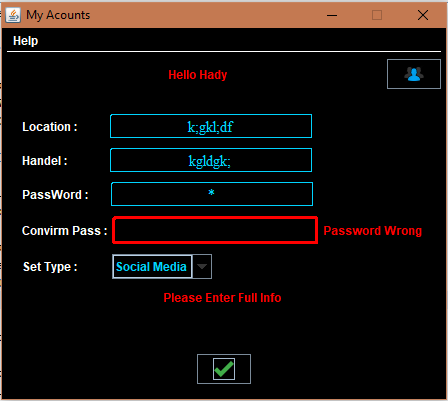 My Acounts
Help
Hello Hady
Location : k;gkl;df
Handel : kgldgk;
PassWord : *
Convirm Pass : Password Wrong
Set Type : Social Media
Please Enter Full Info